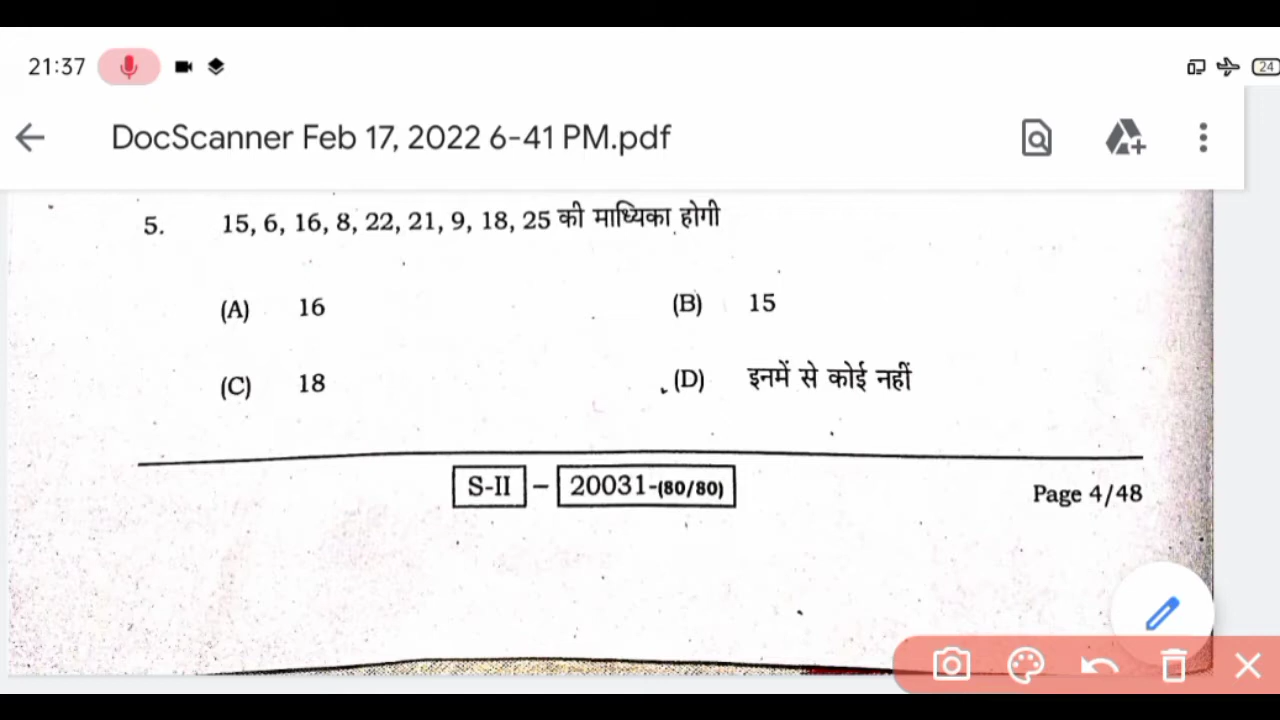 21:37
24
DocScanner Feb 17, 2022 6-41 PM.pdf
5. 15, 6, 16, 8, 22, 21, 9, 18, 25 की माध्यिका होगी
(A) 16 (B) 15
(C) 18 (D) इनमें से कोई नहीं
S-II – 20031-(80/80)
Page 4/48